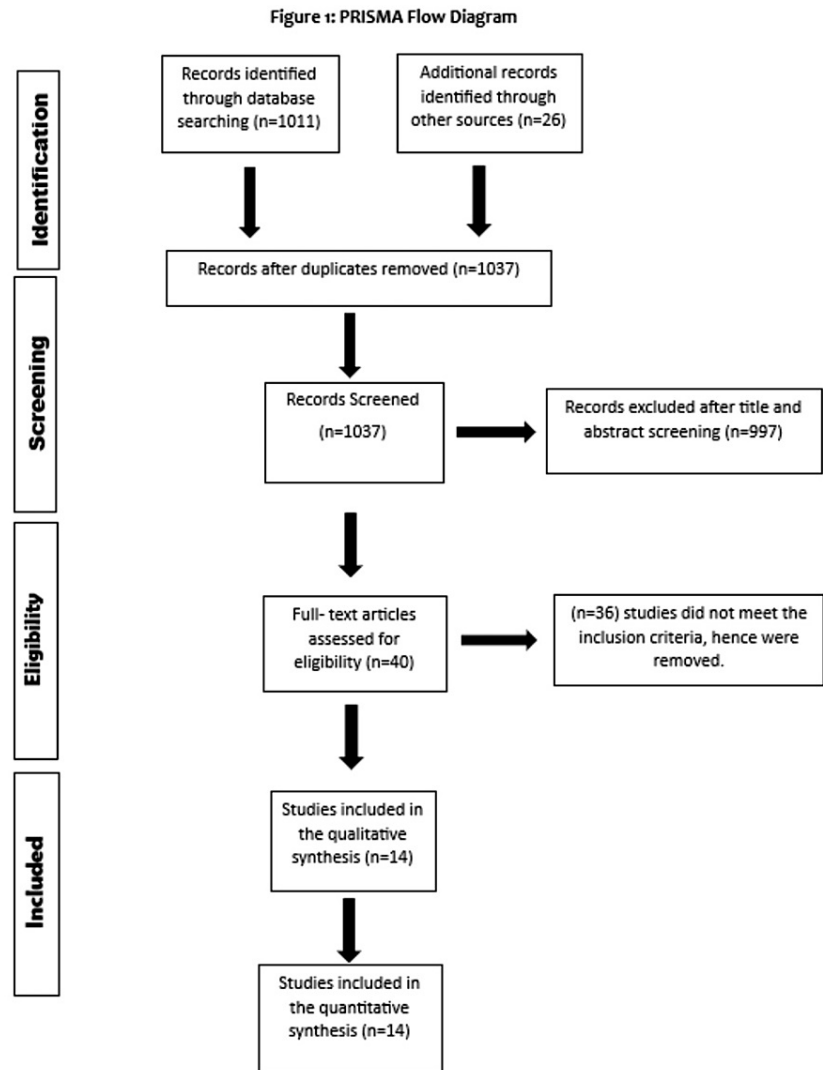 Figure 1: PRISMA Flow Diagram
Identification
Records identified
through database
searching (n=1011)
Additional records
identified through
other sources (n=26)
Records after duplicates removed (n=1037)
Screening
Records Screened
(n=1037)
Records excluded after title and
abstract screening (n=997)
Eligibility
Full- text articles
assessed for
eligibility (n=40)
(n=36) studies did not meet the
inclusion criteria, hence were
removed.
Included
Studies included in
the qualitative
synthesis (n=14)
Studies included in
the quantitative
synthesis (n=14)